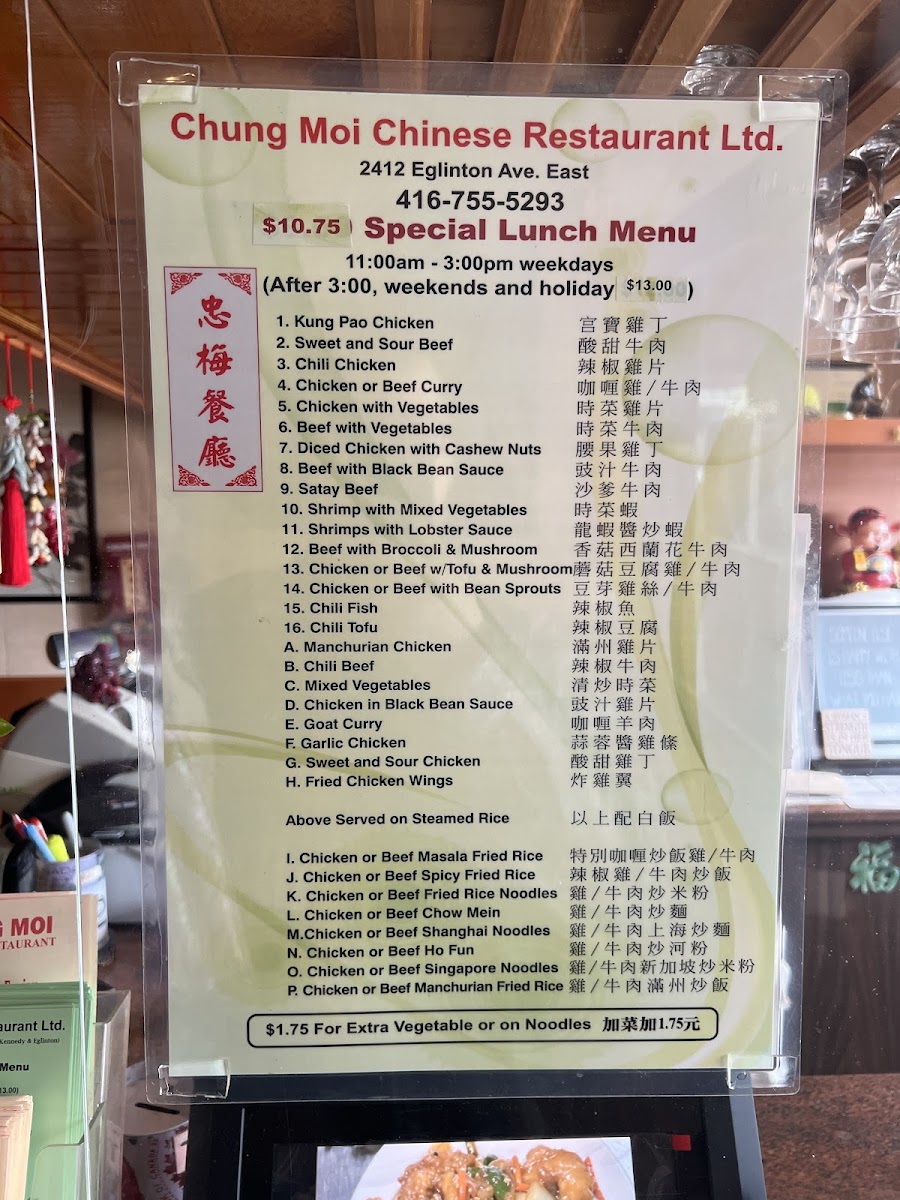 Chung Moi Chinese Restaurant Ltd.
2412 Eglinton Ave. East
416-755-5293
$10.75 Special Lunch Menu
11:00am - 3:00pm weekdays
(After 3:00, weekends and holiday $13.00 )
忠梅餐廳
1. Kung Pao Chicken 宮寶雞丁
2. Sweet and Sour Beef 酸甜牛肉
3. Chili Chicken 辣椒雞片
4. Chicken or Beef Curry 咖喱雞/牛肉
5. Chicken with Vegetables 時菜雞片
6. Beef with Vegetables 時菜牛肉
7. Diced Chicken with Cashew Nuts 腰果雞丁
8. Beef with Black Bean Sauce 豉汁牛肉
9. Satay Beef 沙爹牛肉
10. Shrimp with Mixed Vegetables 時菜蝦
11. Shrimps with Lobster Sauce 龍蝦醬炒蝦
12. Beef with Broccoli & Mushroom 香菇西蘭花牛肉
13. Chicken or Beef w/Tofu & Mushroom 蘑菇豆腐雞/牛肉
14. Chicken or Beef with Bean Sprouts 豆芽雞絲/牛肉
15. Chili Fish 辣椒魚
16. Chili Tofu 辣椒豆腐
A. Manchurian Chicken 滿州雞片
B. Chili Beef 辣椒牛肉
C. Mixed Vegetables 清炒時菜
D. Chicken in Black Bean Sauce 豉汁雞片
E. Goat Curry 咖喱羊肉
F. Garlic Chicken 蒜蓉醬雞絛
G. Sweet and Sour Chicken 酸甜雞丁
H. Fried Chicken Wings 炸雞翼
Above Served on Steamed Rice 以上配白飯
I. Chicken or Beef Masala Fried Rice 特別咖喱炒飯雞/牛肉
J. Chicken or Beef Spicy Fried Rice 辣椒雞/牛肉炒飯
K. Chicken or Beef Fried Rice Noodles 雞/牛肉炒米粉
L. Chicken or Beef Chow Mein 雞/牛肉炒麵
M.Chicken or Beef Shanghai Noodles 雞/牛肉上海炒麵
N. Chicken or Beef Ho Fun 雞/牛肉炒河粉
O. Chicken or Beef Singapore Noodles 雞/牛肉新加坡炒米粉
P. Chicken or Beef Manchurian Fried Rice 雞/牛肉滿州炒飯
$1.75 For Extra Vegetable or on Noodles 加菜加1.75元
MOI
TAURANT
aurant Ltd.
Kennedy & Eglinton)
Menu
13.00)
福